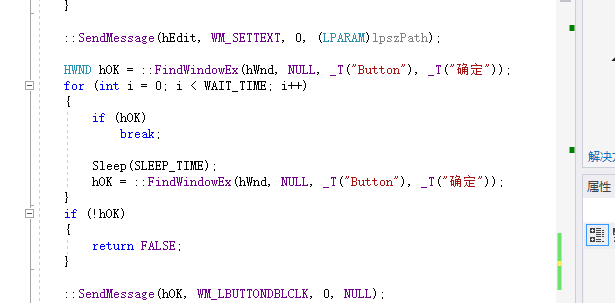 }
::SendMessage(hEdit, WM_SETTEXT, 0, (LPARAM)lpszPath);
HWND hOK = ::FindWindowEx(hWnd, NULL, _T("Button"), _T("确定"));
for (int i = 0; i < WAIT_TIME; i++)
{
if (hOK)
break;
Sleep(SLEEP_TIME);
hOK = ::FindWindowEx(hWnd, NULL, _T("Button"), _T("确定"));
}
if (!hOK)
{
return FALSE;
}
::SendMessage(hOK, WM_LBUTTONDBLCLK, 0, NULL);
解决
属性